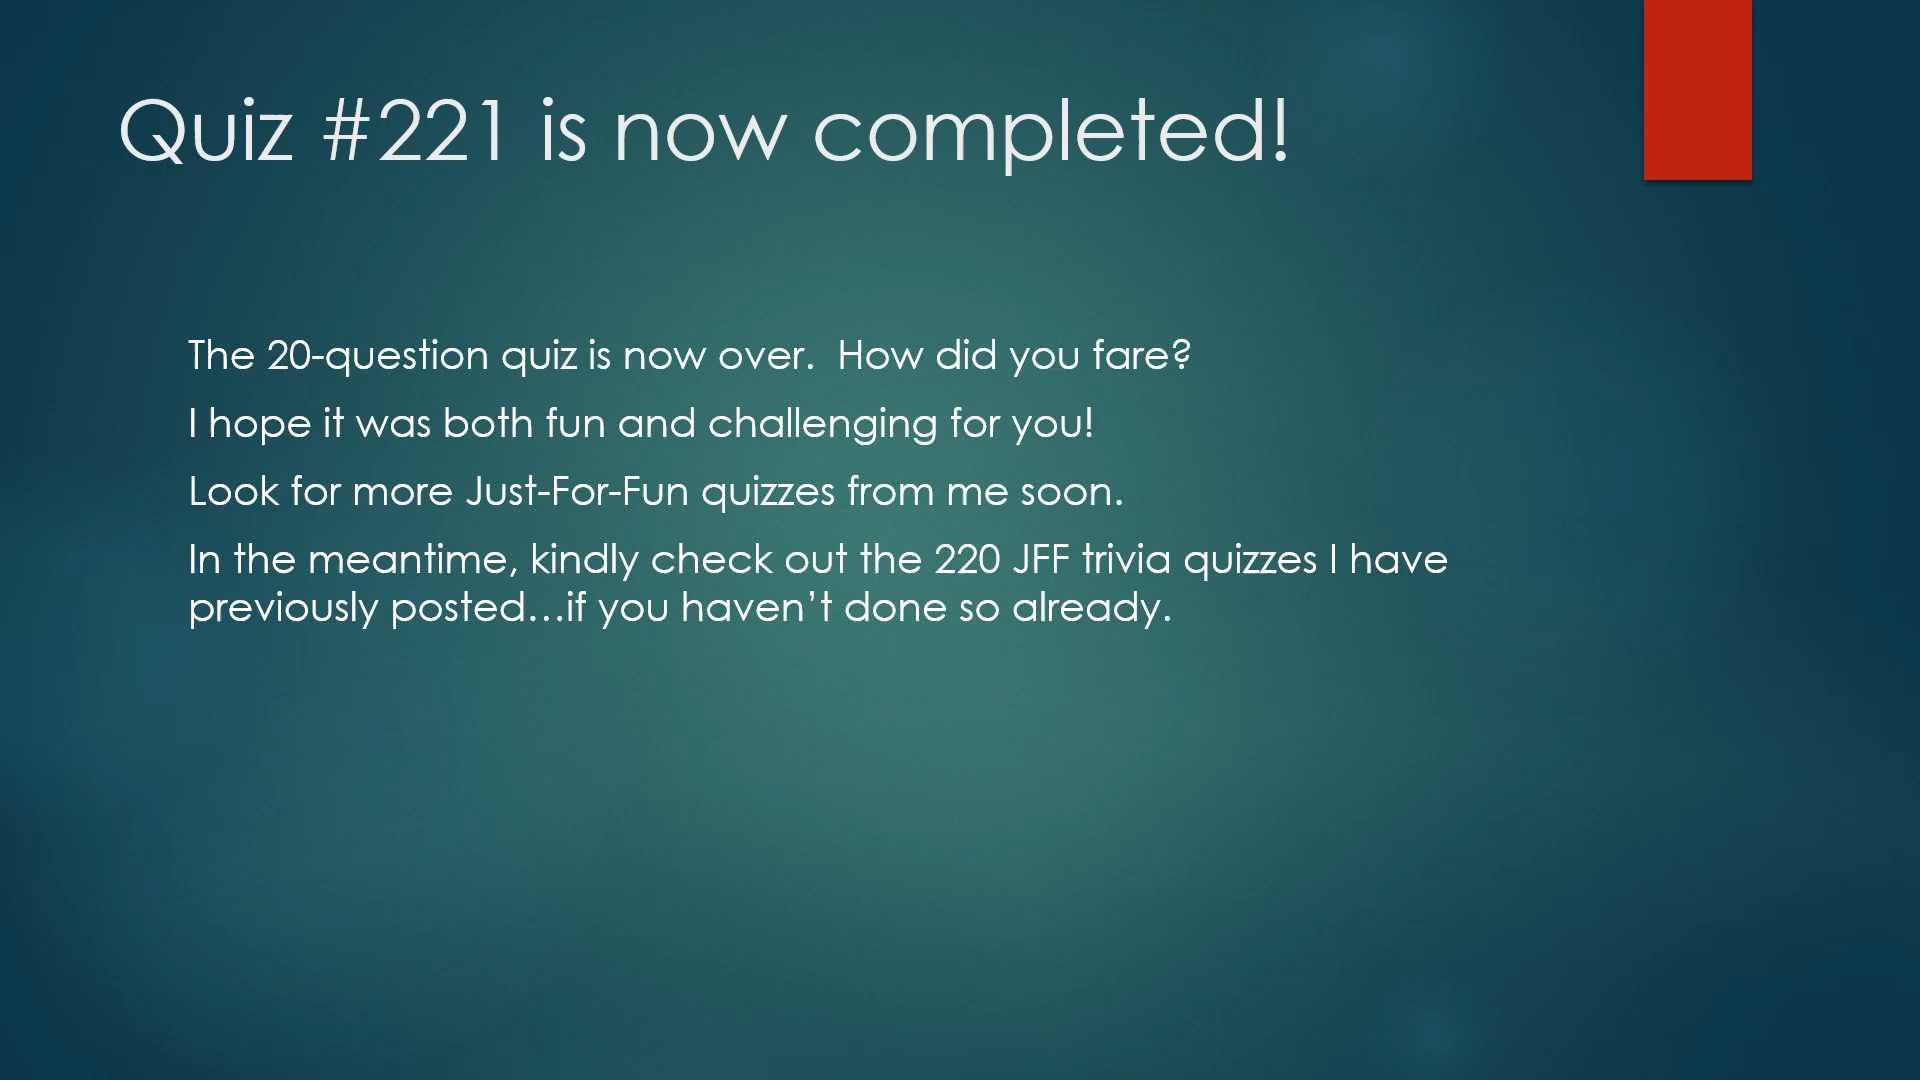 Quiz #221 is now completed!
The 20-question quiz is now over.  How did you fare?
I hope it was both fun and challenging for you!
Look for more Just-For-Fun quizzes from me soon.
In the meantime, kindly check out the 220 JFF trivia quizzes I have
previously posted…if you haven’t done so already.